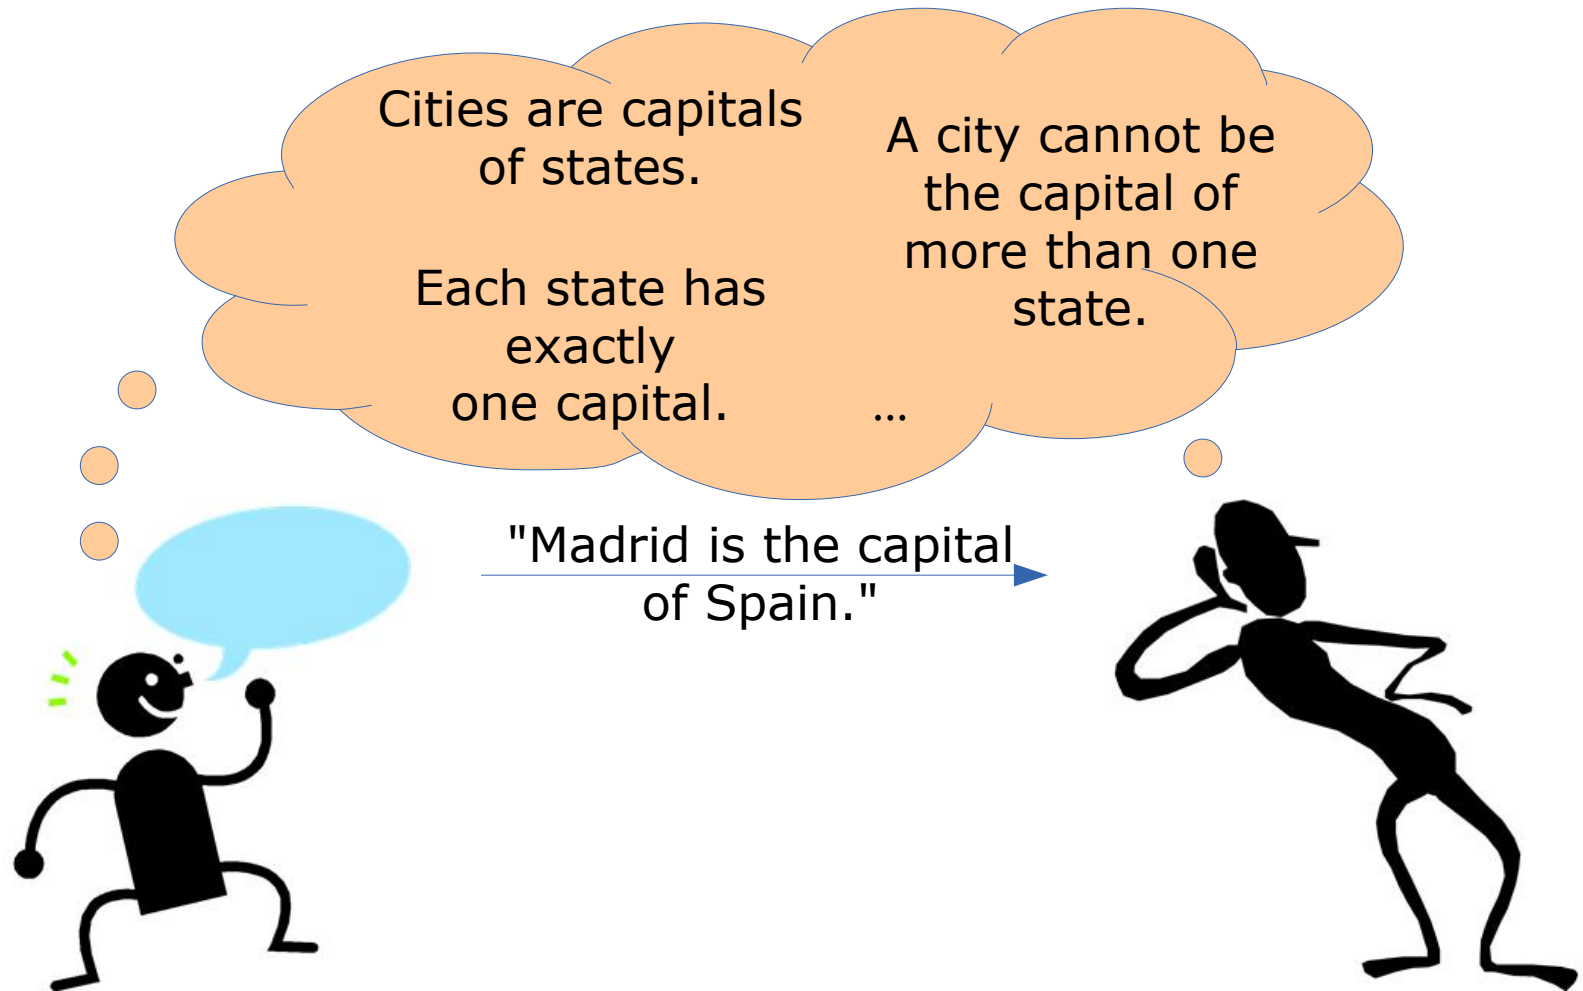 Cities are capitals
of states.
A city cannot be
the capital of
more than one
state.
Each state has
exactly
one capital.
...
"Madrid is the capital
of Spain."